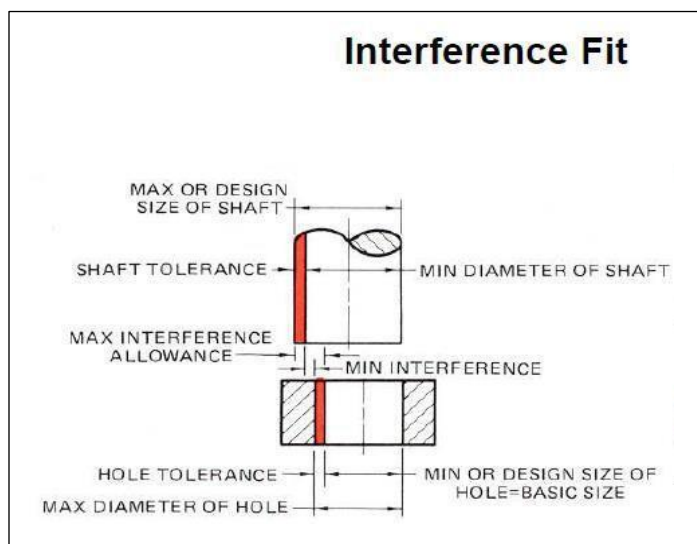 Interference Fit
MAX OR DESIGN
SIZE OF SHAFT
SHAFT TOLERANCE
MIN DIAMETER OF SHAFT
MAX INTERFERENCE
ALLOWANCE
MIN INTERFERENCE
HOLE TOLERANCE
MIN OR DESIGN SIZE OF
HOLE=BASIC SIZE
MAX DIAMETER OF HOLE